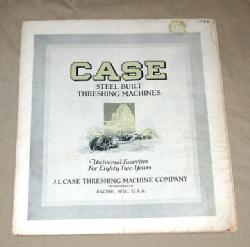 CASE
STEEL BUILT
THRESHING MACHINES
Universal Favorites
For Eighty Two Years
J.I. CASE THRESHING MACHINE COMPANY
RACINE, WIS., U.S.A.